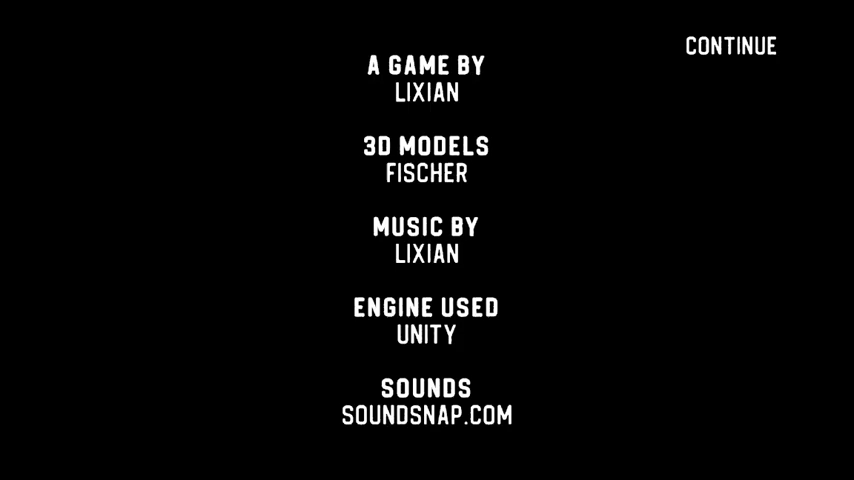 CONTINUE
A GAME BY
LIXIAN
3D MODELS
FISCHER
MUSIC BY
LIXIAN
ENGINE USED
UNITY
SOUNDS
SOUNDSNAP.COM